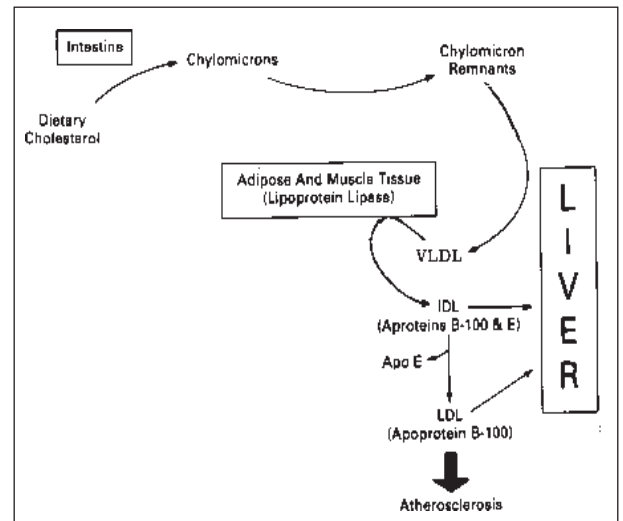 Intestine
Chylomicrons
Chylomicron
Remnants
Dietary
Cholesterol
Adipose And Muscle Tissue
(Lipoprotein Lipase)
VLDL
IDL
(Aproteins B-100 & E)
Apo E
LDL
(Apoprotein B-100)
Atherosclerosis
LIVER